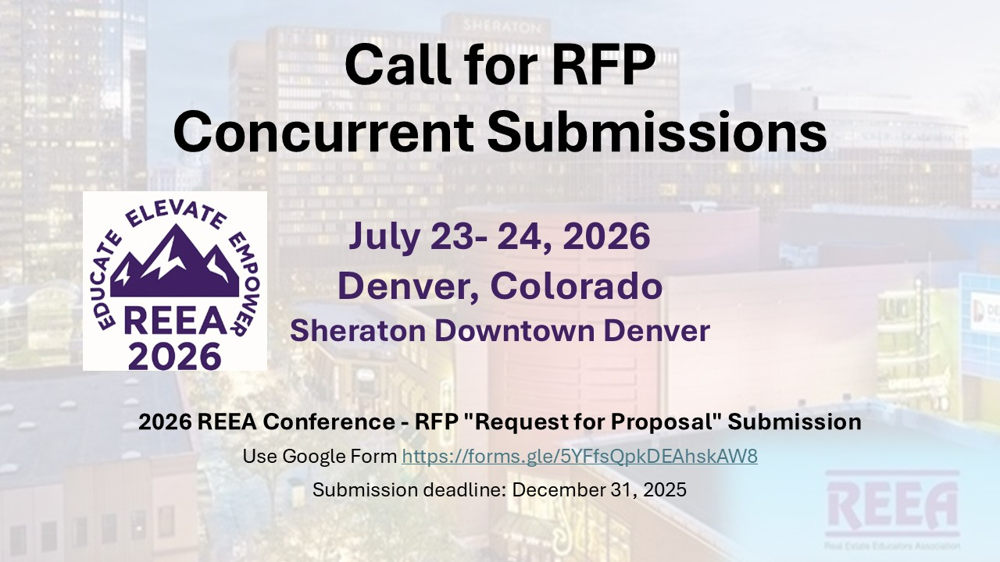 SHERATON
Call for RFP
Concurrent Submissions
EDUCATE ELEVATE EMPOWER
REEA
2026
July 23- 24, 2026
Denver, Colorado
Sheraton Downtown Denver
2026 REEA Conference - RFP "Request for Proposal" Submission
Use Google Form https://forms.gle/5YFfsQpkDEAhskAW8
Submission deadline: December 31, 2025
REEA
Real Estate Educators Association